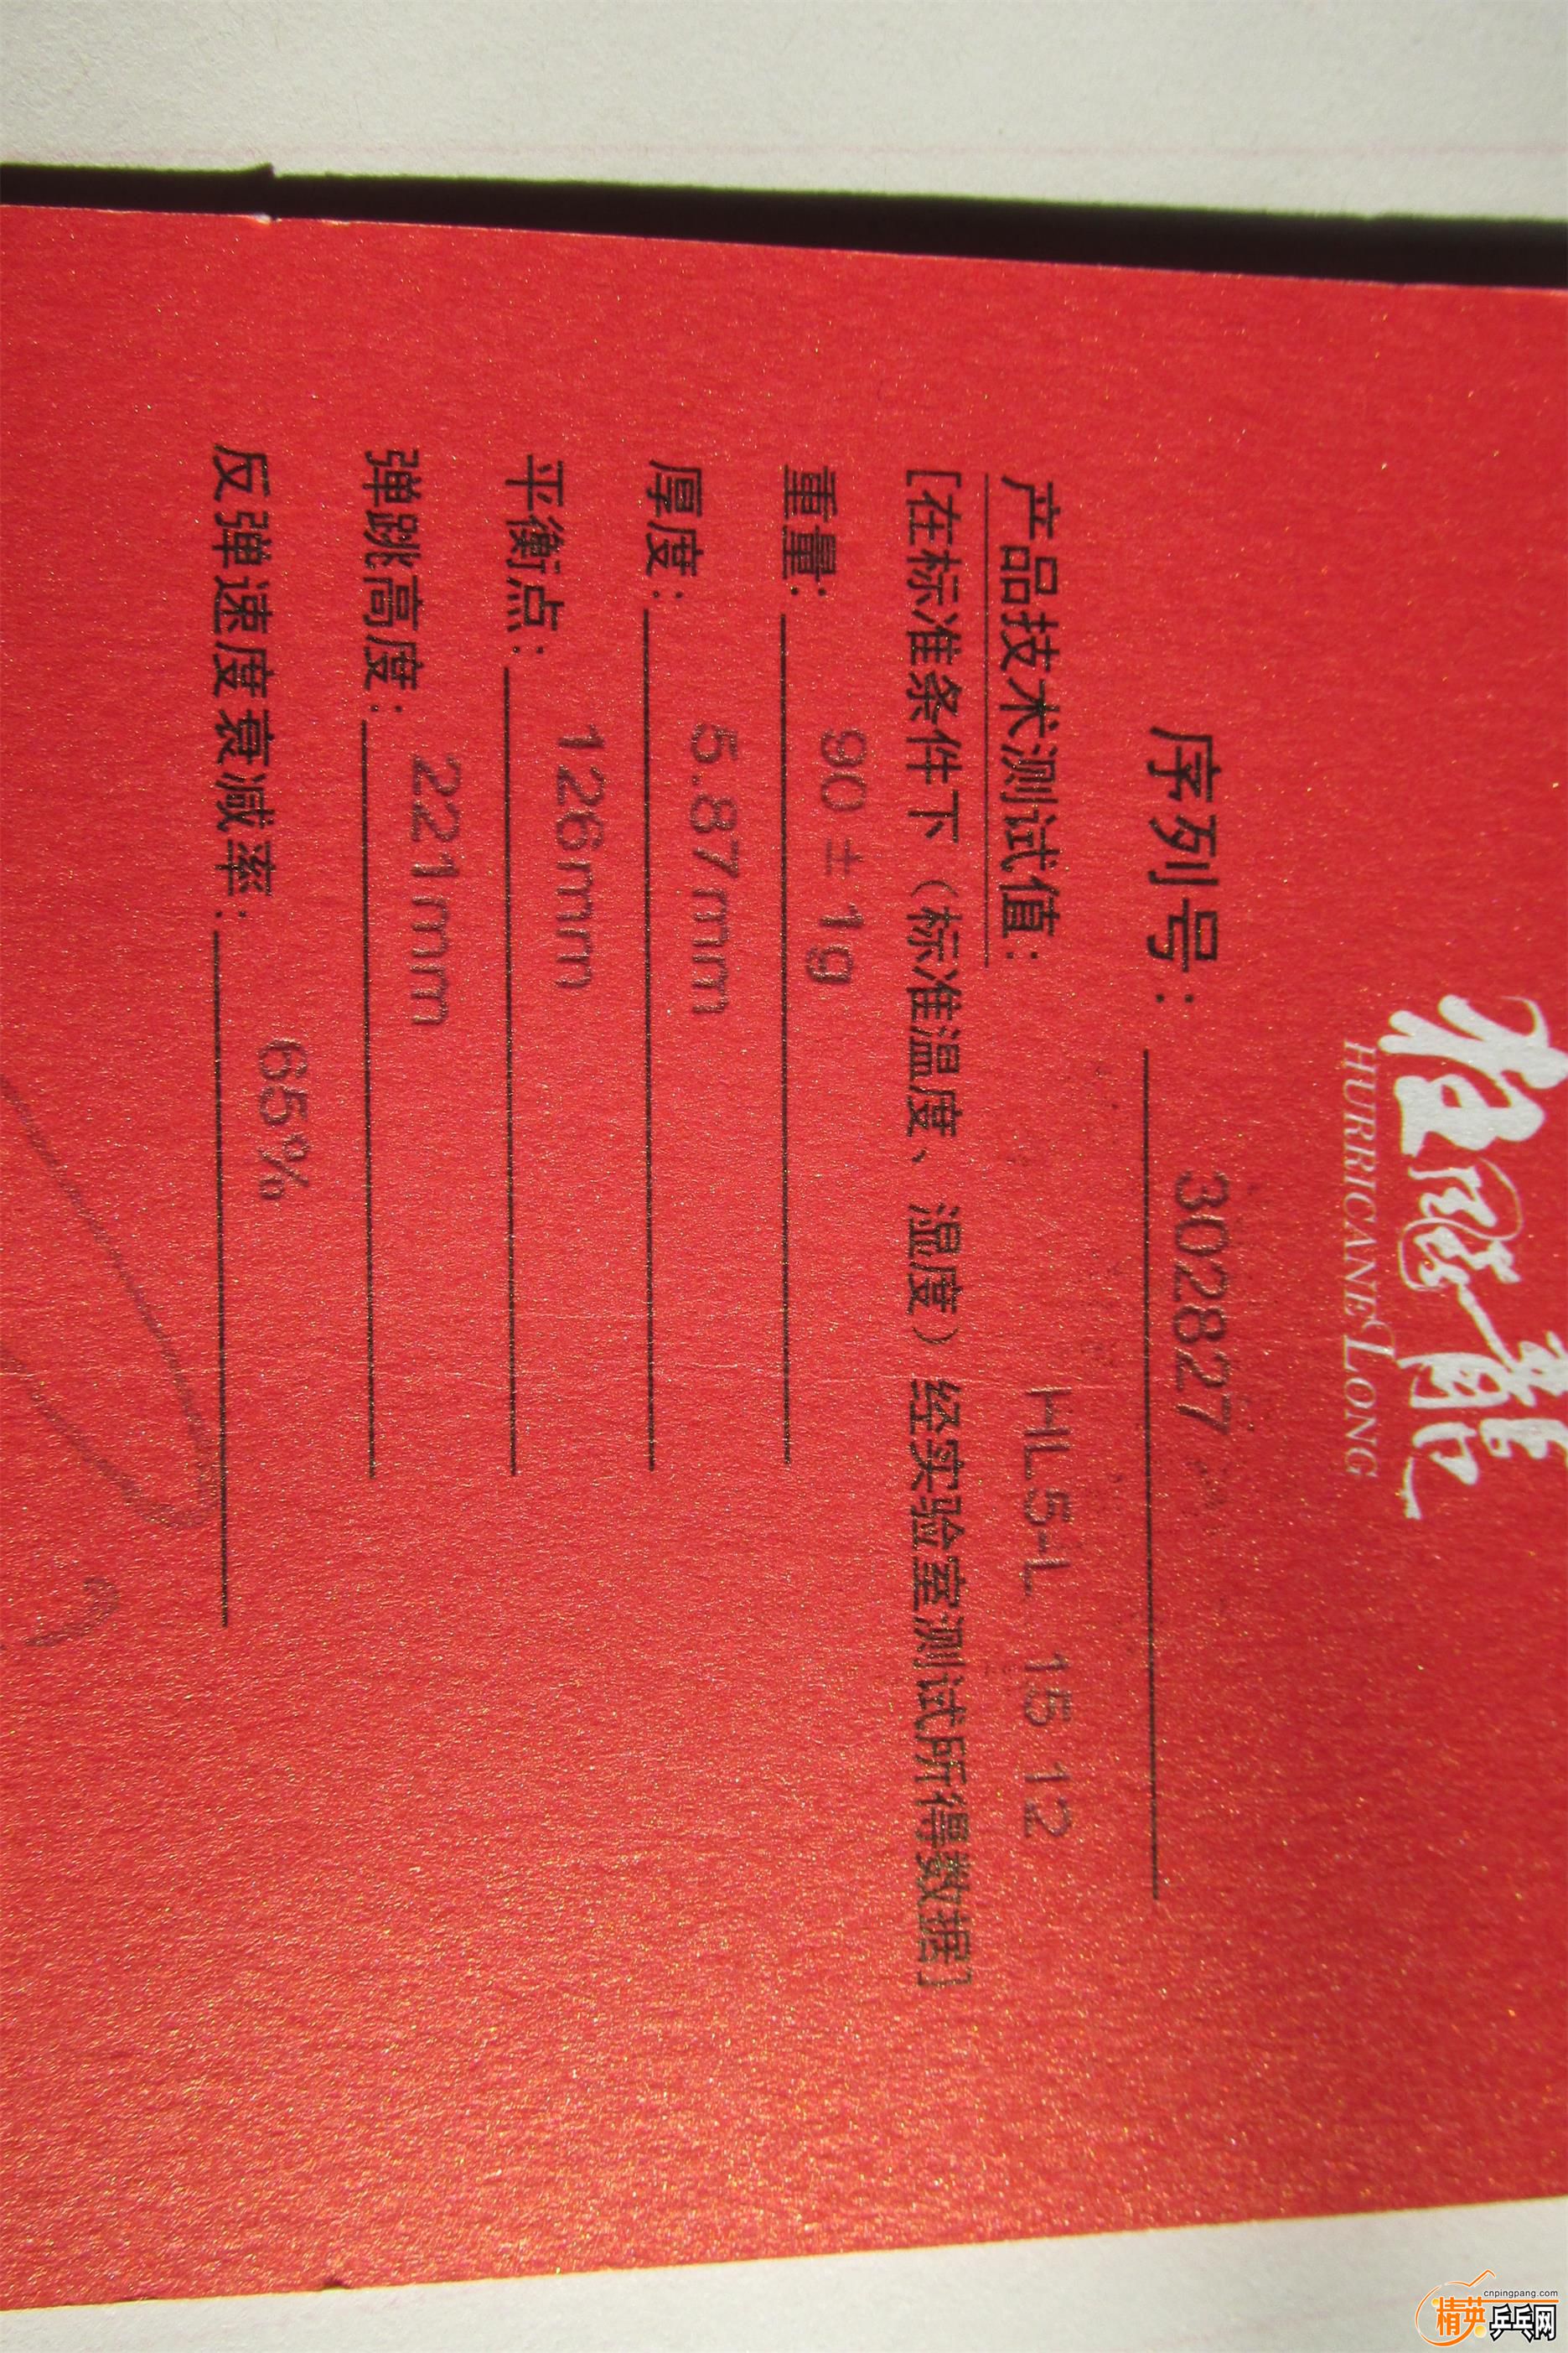 狂飚龍
HURRICANE LONG
序列号： 302827
HL5-L 15 12
产品技术测试值：
[在标准条件下（标准温度、湿度）经实验室测试所得数据]
重量： 90±1g
厚度： 5.87mm
平衡点： 126mm
弹跳高度： 221mm
反弹速度衰减率： 65%
cnpingpang.com
精英乒乓网